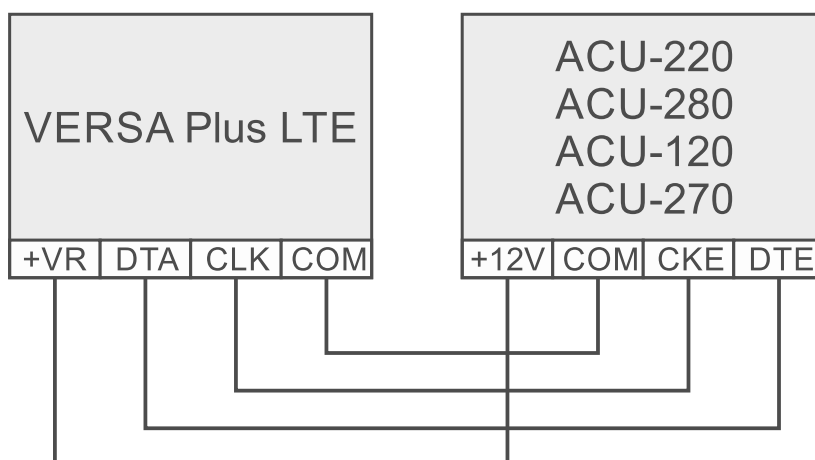 VERSA Plus LTE
+VR DTA CLK COM
ACU-220
ACU-280
ACU-120
ACU-270
+12V COM CKE DTE